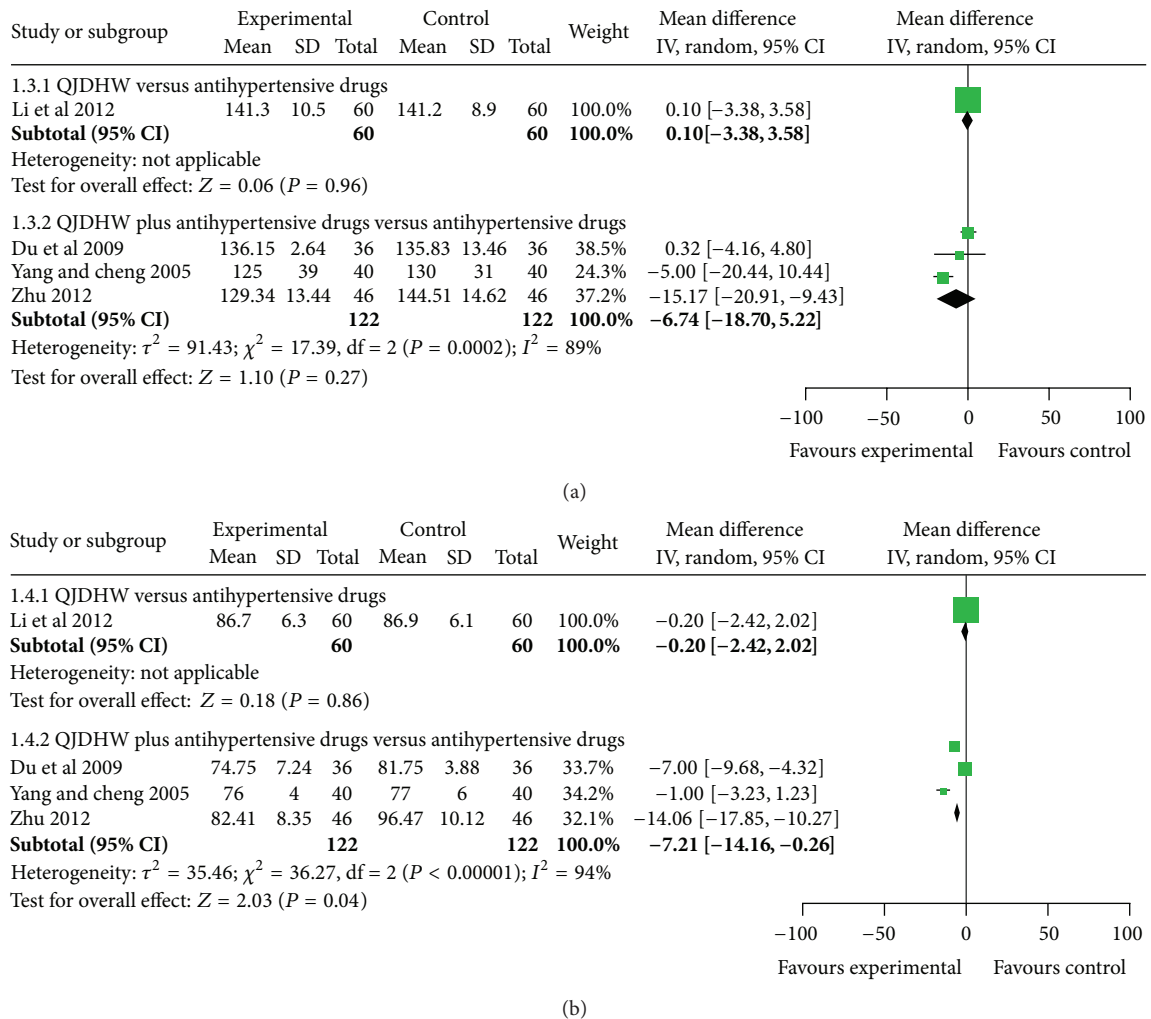 Study or subgroup Experimental Control Weight Mean difference Mean difference
Mean SD Total Mean SD Total IV, random, 95% CI IV, random, 95% CI
1.3.1 QJDHW versus antihypertensive drugs
Li et al 2012 141.3 10.5 60 141.2 8.9 60 100.0% 0.10 [−3.38, 3.58]
Subtotal (95% CI) 60 60 100.0% 0.10[−3.38, 3.58]
Heterogeneity: not applicable
Test for overall effect: Z = 0.06 (P = 0.96)
1.3.2 QJDHW plus antihypertensive drugs versus antihypertensive drugs
Du et al 2009 136.15 2.64 36 135.83 13.46 36 38.5% 0.32 [−4.16, 4.80]
Yang and cheng 2005 125 39 40 130 31 40 24.3% −5.00 [−20.44, 10.44]
Zhu 2012 129.34 13.44 46 144.51 14.62 46 37.2% −15.17 [−20.91, −9.43]
Subtotal (95% CI) 122 122 100.0% −6.74 [−18.70, 5.22]
Heterogeneity: τ² = 91.43; χ² = 17.39, df = 2 (P = 0.0002); I² = 89%
Test for overall effect: Z = 1.10 (P = 0.27)
−100 −50 0 50 100
Favours experimental Favours control
(a)
Study or subgroup Experimental Control Weight Mean difference Mean difference
Mean SD Total Mean SD Total IV, random, 95% CI IV, random, 95% CI
1.4.1 QJDHW versus antihypertensive drugs
Li et al 2012 86.7 6.3 60 86.9 6.1 60 100.0% −0.20 [−2.42, 2.02]
Subtotal (95% CI) 60 60 100.0% −0.20 [−2.42, 2.02]
Heterogeneity: not applicable
Test for overall effect: Z = 0.18 (P = 0.86)
1.4.2 QJDHW plus antihypertensive drugs versus antihypertensive drugs
Du et al 2009 74.75 7.24 36 81.75 3.88 36 33.7% −7.00 [−9.68, −4.32]
Yang and cheng 2005 76 4 40 77 6 40 34.2% −1.00 [−3.23, 1.23]
Zhu 2012 82.41 8.35 46 96.47 10.12 46 32.1% −14.06 [−17.85, −10.27]
Subtotal (95% CI) 122 122 100.0% −7.21 [−14.16, −0.26]
Heterogeneity: τ² = 35.46; χ² = 36.27, df = 2 (P < 0.00001); I² = 94%
Test for overall effect: Z = 2.03 (P = 0.04)
−100 −50 0 50 100
Favours experimental Favours control
(b)